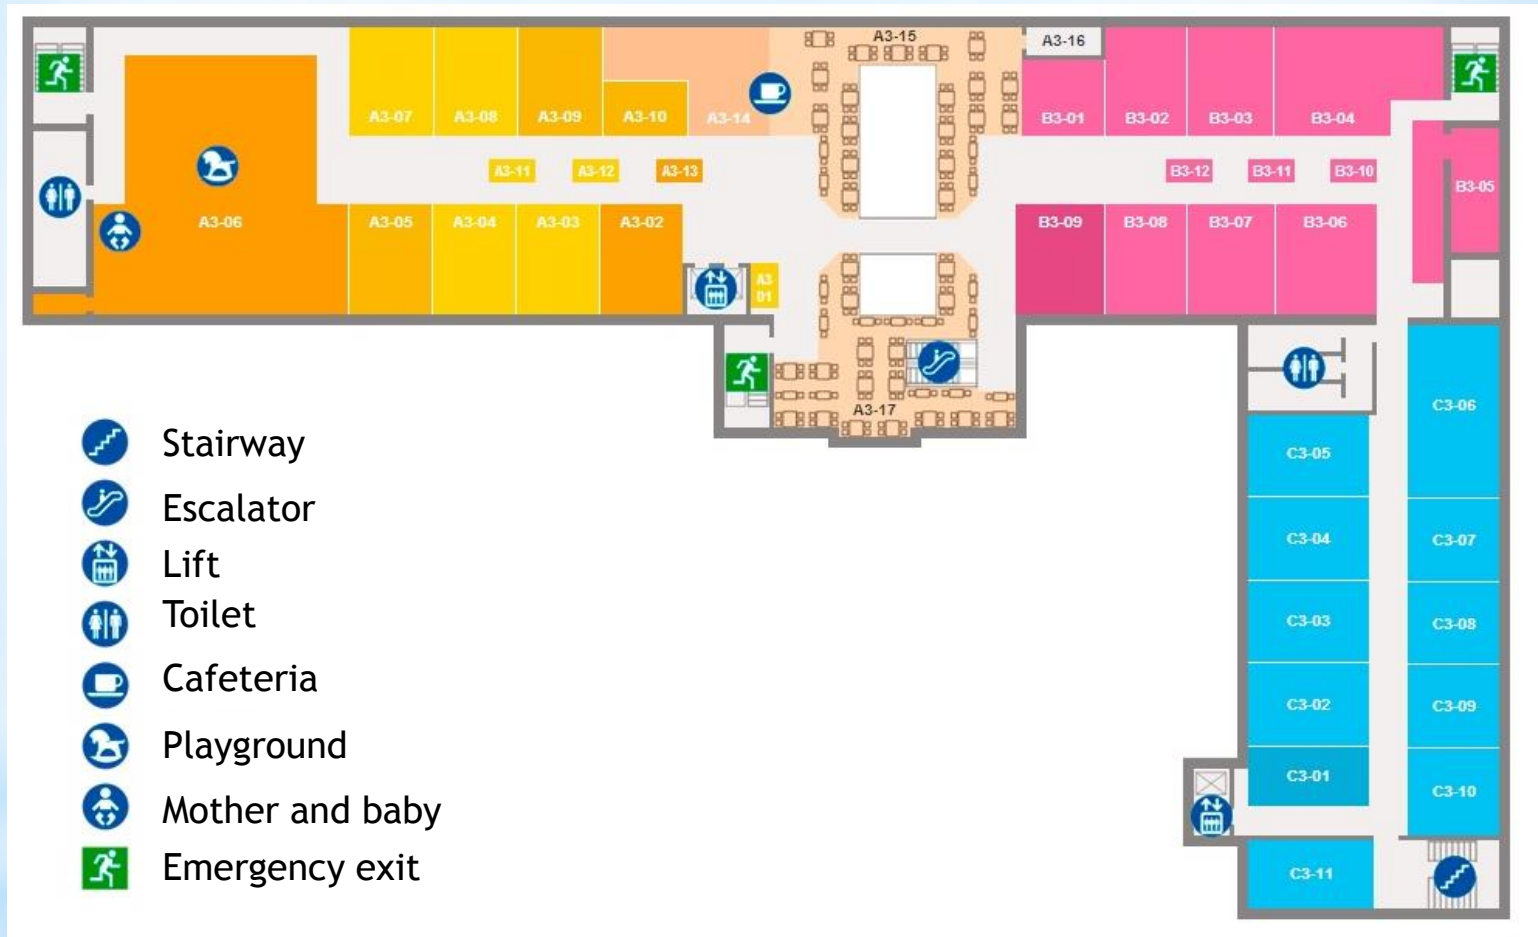 A3-15
A3-16
A3-07
A3-08
A3-09
A3-10
A3-14
B3-01
B3-02
B3-03
B3-04
A3-11
A3-12
A3-13
B3-12
B3-11
B3-10
B3-05
A3-06
A3-05
A3-04
A3-03
A3-02
B3-09
B3-08
B3-07
B3-06
A3
01
A3-17
C3-06
C3-05
C3-04
C3-07
C3-03
C3-08
C3-02
C3-09
C3-01
C3-10
C3-11
Stairway
Escalator
Lift
Toilet
Cafeteria
Playground
Mother and baby
Emergency exit